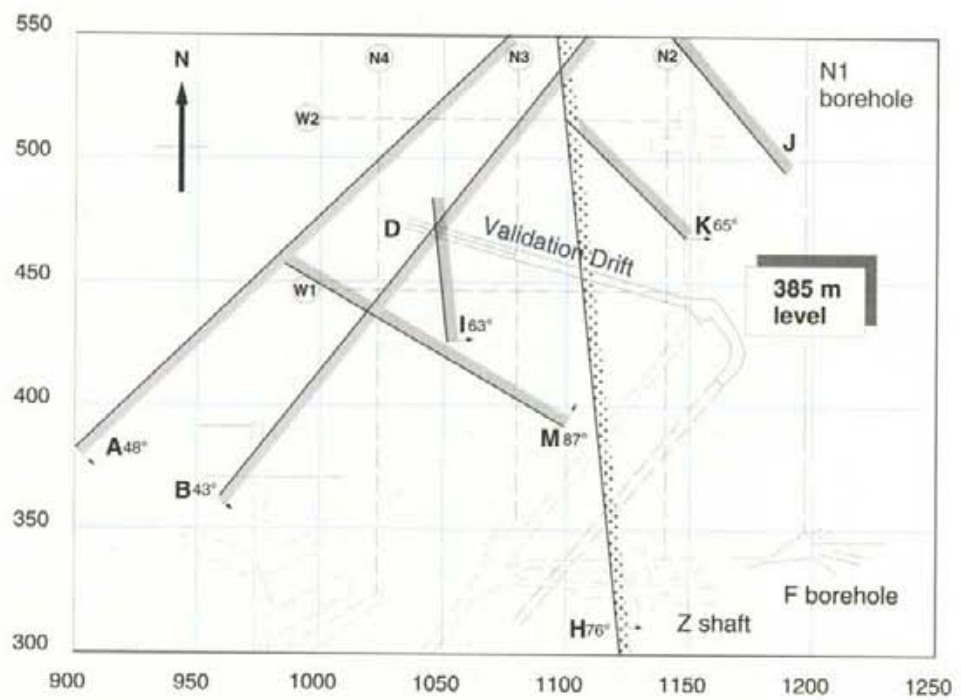 550
N
N4
N3
N2
N1
borehole
W2
500
J
D
Validation Drift
K65°
450
W1
385 m
level
I63°
400
A48°
M87°
B43°
350
F borehole
H76°
Z shaft
300
900
950
1000
1050
1100
1150
1200
1250